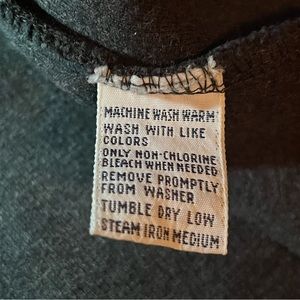 MACHINE WASH WARM
WASH WITH LIKE
COLORS
ONLY NON-CHLORINE
BLEACH WHEN NEEDED
REMOVE PROMPTLY
FROM WASHER
TUMBLE DRY LOW
STEAM IRON MEDIUM